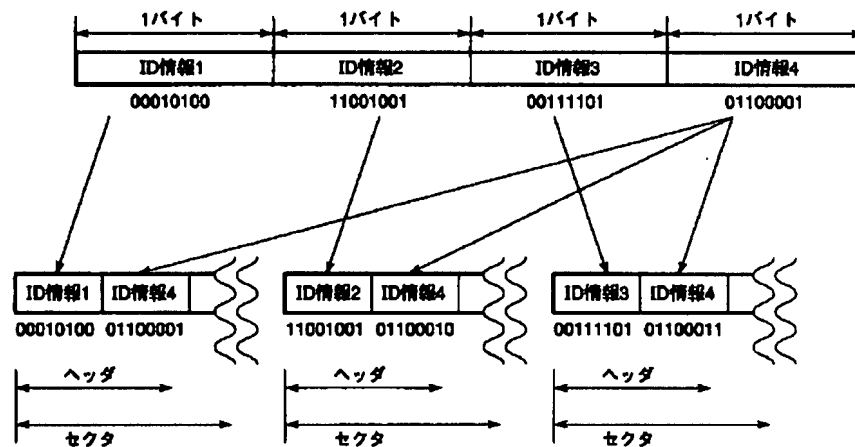 1バイト 1バイト 1バイト 1バイト
ID情報1 ID情報2 ID情報3 ID情報4
00010100 11001001 00111101 01100001
ID情報1 ID情報4 ID情報2 ID情報4 ID情報3 ID情報4
00010100 01100001 11001001 01100010 00111101 01100011
ヘッダ ヘッダ ヘッダ
セクタ セクタ セクタ